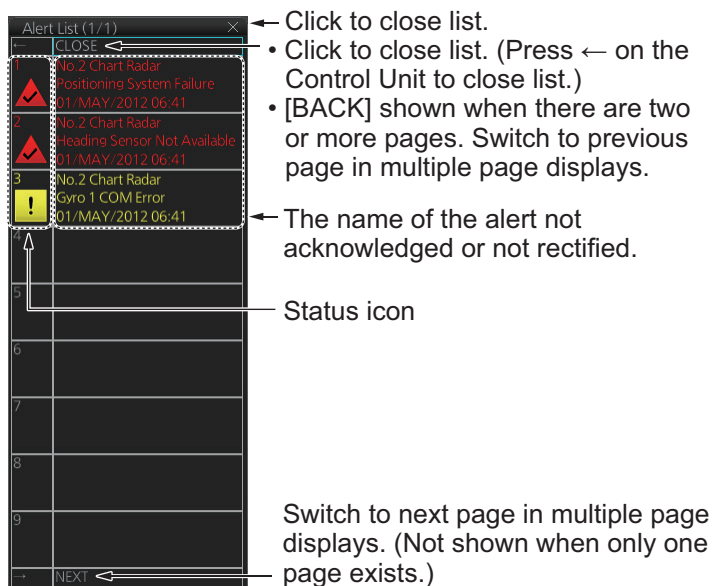 Alert List (1/1) ×
← CLOSE
1 No.2 Chart Radar
Positioning System Failure
01/MAY/2012 06:41
2 No.2 Chart Radar
Heading Sensor Not Available
01/MAY/2012 06:41
3 No.2 Chart Radar
! Gyro 1 COM Error
01/MAY/2012 06:41
4
5
6
7
8
9
→ NEXT
Click to close list.
• Click to close list. (Press ← on the
Control Unit to close list.)
• [BACK] shown when there are two
or more pages. Switch to previous
page in multiple page displays.
The name of the alert not
acknowledged or not rectified.
Status icon
Switch to next page in multiple page
displays. (Not shown when only one
page exists.)